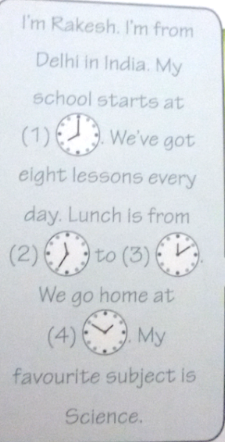 I'm Rakesh. I'm from
Delhi in India. My
school starts at
(1) . We've got
eight lessons every
day. Lunch is from
(2) to (3) .
We go home at
(4) . My
favourite subject is
Science.